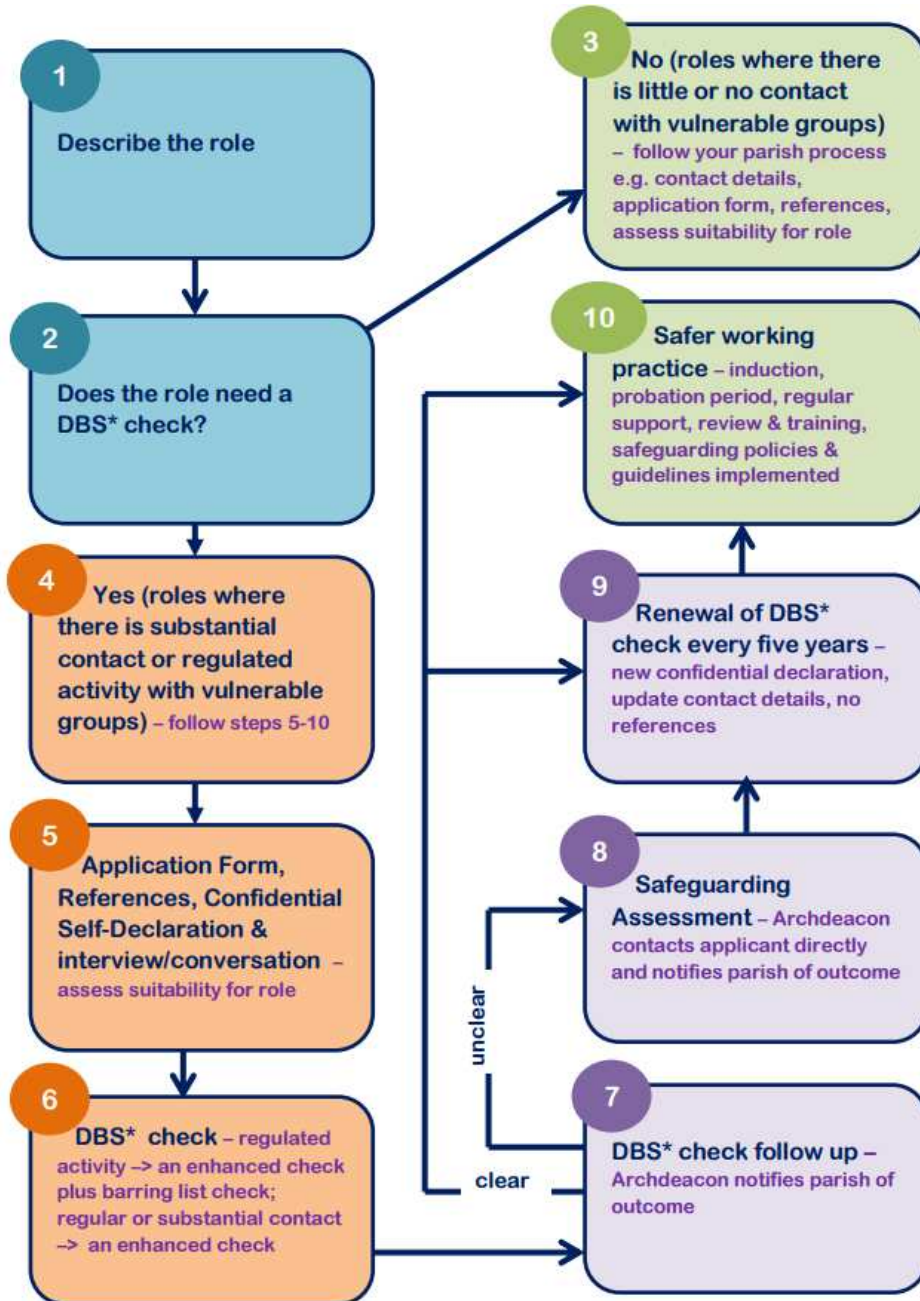 1
Describe the role
2
Does the role need a
DBS* check?
3
No (roles where there
is little or no contact
with vulnerable groups)
– follow your parish process
e.g. contact details,
application form, references,
assess suitability for role
4
Yes (roles where
there is substantial
contact or regulated
activity with vulnerable
groups) – follow steps 5-10
5
Application Form,
References, Confidential
Self-Declaration &
interview/conversation –
assess suitability for role
6
DBS* check – regulated
activity –> an enhanced check
plus barring list check;
regular or substantial contact
–> an enhanced check
7
DBS* check follow up –
Archdeacon notifies parish of
outcome
clear
unclear
8
Safeguarding
Assessment – Archdeacon
contacts applicant directly
and notifies parish of outcome
9
Renewal of DBS*
check every five years –
new confidential declaration,
update contact details, no
references
10
Safer working
practice – induction,
probation period, regular
support, review & training,
safeguarding policies &
guidelines implemented